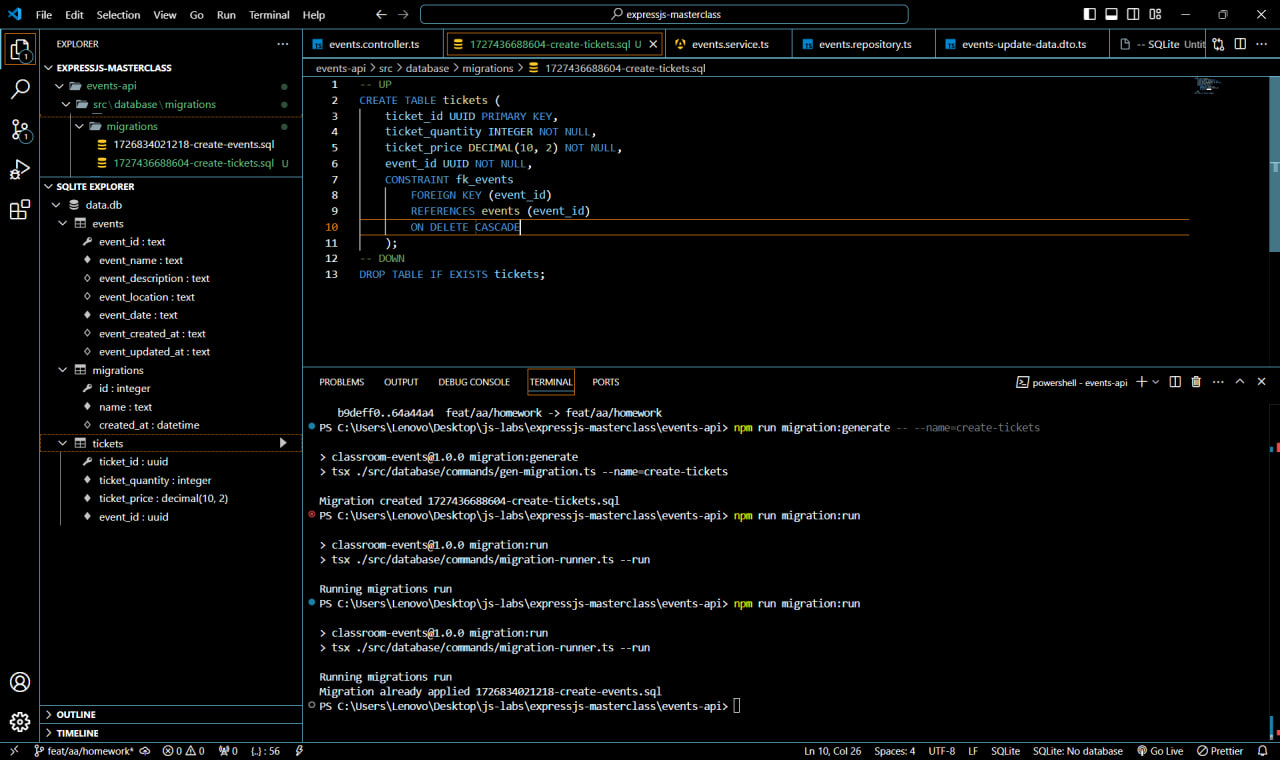 File Edit Selection View Go Run Terminal Help
expressjs-masterclass
EXPLORER
EXPRESSJS-MASTERCLASS
events-api
src\database\migrations
migrations
1726834021218-create-events.sql
1727436688604-create-tickets.sql U
SQLITE EXPLORER
data.db
events
event_id : text
event_name : text
event_description : text
event_location : text
event_date : text
event_created_at : text
event_updated_at : text
migrations
id : integer
name : text
created_at : datetime
tickets
ticket_id : uuid
ticket_quantity : integer
ticket_price : decimal(10, 2)
event_id : uuid
OUTLINE
TIMELINE
events.controller.ts 1727436688604-create-tickets.sql U events.service.ts events.repository.ts events-update-data.dto.ts -- SQLite Untit
events-api > src > database > migrations > 1727436688604-create-tickets.sql
1 -- UP
2 CREATE TABLE tickets (
3 ticket_id UUID PRIMARY KEY,
4 ticket_quantity INTEGER NOT NULL,
5 ticket_price DECIMAL(10, 2) NOT NULL,
6 event_id UUID NOT NULL,
7 CONSTRAINT fk_events
8 FOREIGN KEY (event_id)
9 REFERENCES events (event_id)
10 ON DELETE CASCADE
11 );
12 -- DOWN
13 DROP TABLE IF EXISTS tickets;
PROBLEMS OUTPUT DEBUG CONSOLE TERMINAL PORTS
powershell - events-api
b9deff0..64a44a4 feat/aa/homework -> feat/aa/homework
PS C:\Users\Lenovo\Desktop\js-labs\expressjs-masterclass\events-api> npm run migration:generate -- --name=create-tickets
> classroom-events@1.0.0 migration:generate
> tsx ./src/database/commands/gen-migration.ts --name=create-tickets
Migration created 1727436688604-create-tickets.sql
PS C:\Users\Lenovo\Desktop\js-labs\expressjs-masterclass\events-api> npm run migration:run
> classroom-events@1.0.0 migration:run
> tsx ./src/database/commands/migration-runner.ts --run
Running migrations run
PS C:\Users\Lenovo\Desktop\js-labs\expressjs-masterclass\events-api> npm run migration:run
> classroom-events@1.0.0 migration:run
> tsx ./src/database/commands/migration-runner.ts --run
Running migrations run
Migration already applied 1726834021218-create-events.sql
PS C:\Users\Lenovo\Desktop\js-labs\expressjs-masterclass\events-api>
feat/aa/homework* 0 0 0 {..} : 56
Ln 10, Col 26 Spaces: 4 UTF-8 LF SQLite SQLite: No database Go Live Prettier